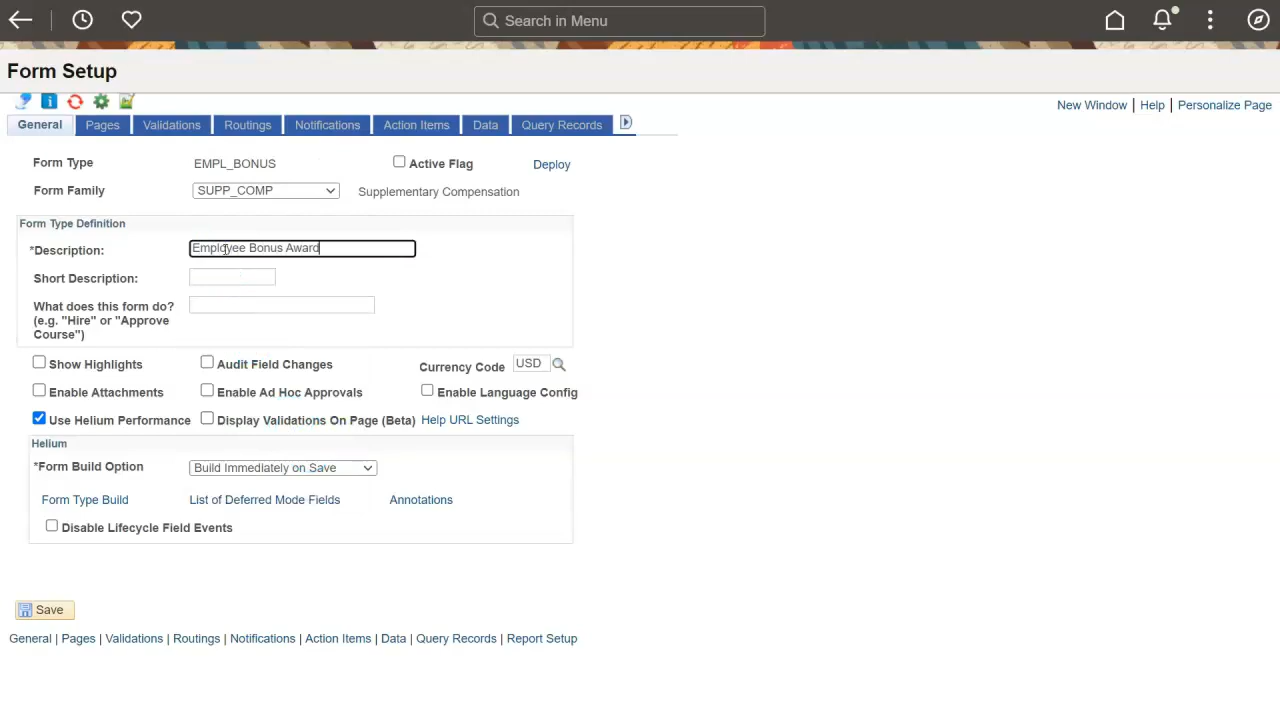 Search in Menu
Form Setup
New Window | Help | Personalize Page
General Pages Validations Routings Notifications Action Items Data Query Records
Form Type EMPL_BONUS Active Flag Deploy
Form Family SUPP_COMP Supplementary Compensation
Form Type Definition
*Description: Employee Bonus Award
Short Description:
What does this form do?
(e.g. "Hire" or "Approve
Course")
Show Highlights Audit Field Changes Currency Code USD
Enable Attachments Enable Ad Hoc Approvals Enable Language Config
Use Helium Performance Display Validations On Page (Beta) Help URL Settings
Helium
*Form Build Option Build Immediately on Save
Form Type Build List of Deferred Mode Fields Annotations
Disable Lifecycle Field Events
Save
General | Pages | Validations | Routings | Notifications | Action Items | Data | Query Records | Report Setup